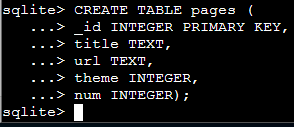 sqlite> CREATE TABLE pages (
...> _id INTEGER PRIMARY KEY,
...> title TEXT,
...> url TEXT,
...> theme INTEGER,
...> num INTEGER);
sqlite>